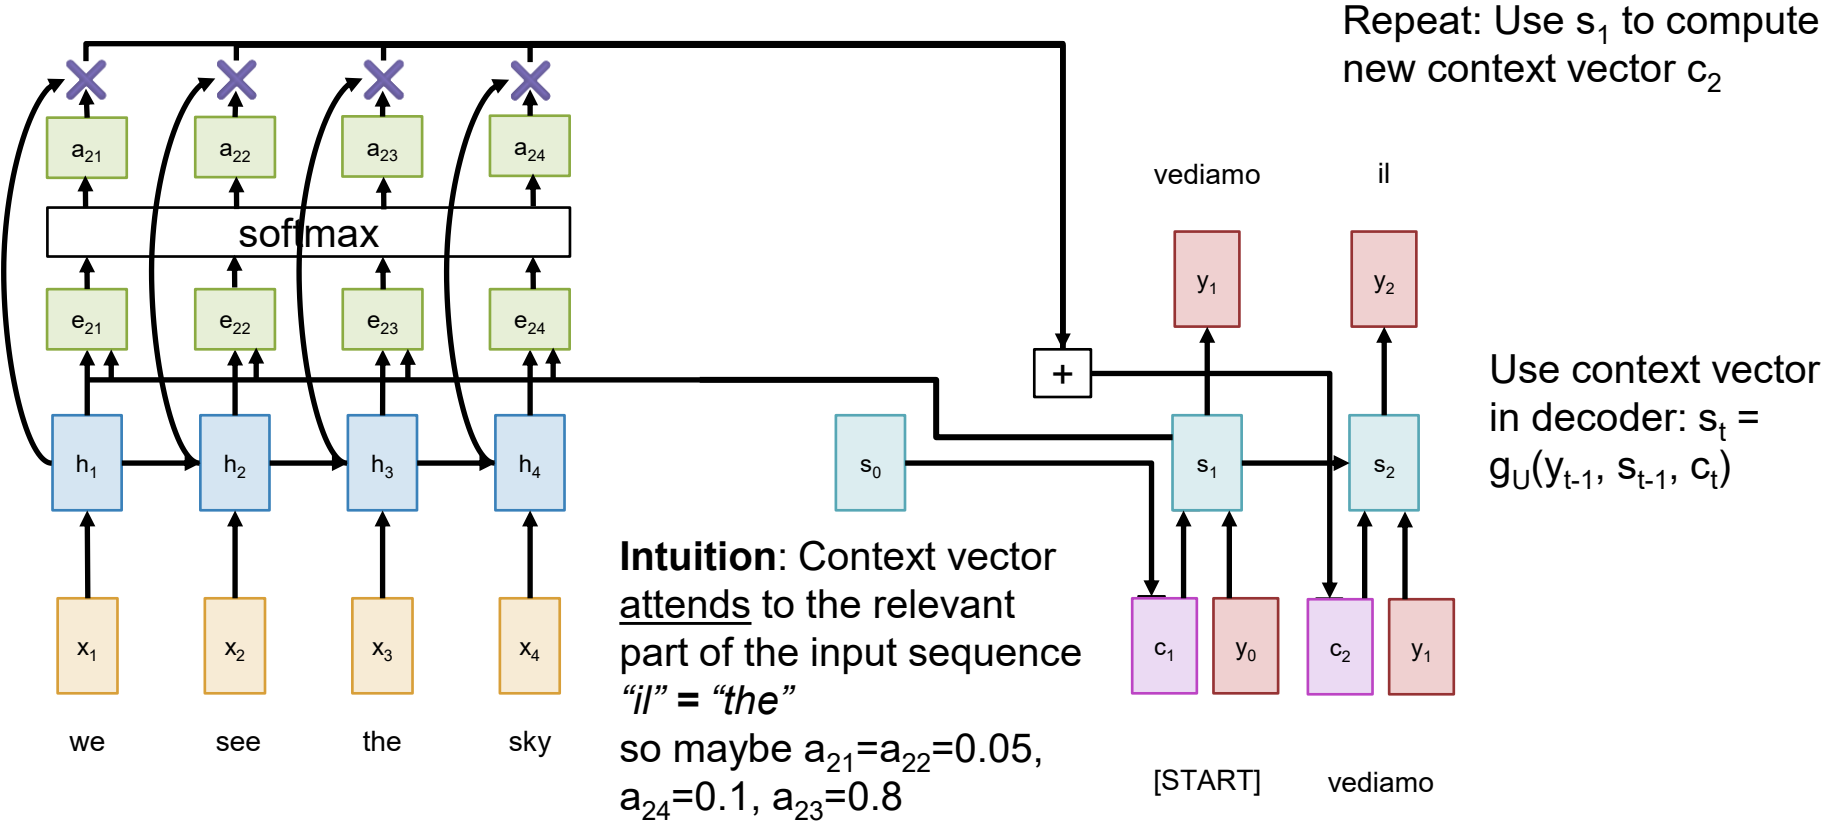 Repeat: Use s1 to compute
new context vector c2
a21 a22 a23 a24
vediamo il
softmax
y1 y2
e21 e22 e23 e24
+
Use context vector
in decoder: st =
gU(yt-1, st-1, ct)
h1 h2 h3 h4 s0 s1 s2
Intuition: Context vector
attends to the relevant
part of the input sequence
“il” = “the”
so maybe a21=a22=0.05,
a24=0.1, a23=0.8
x1 x2 x3 x4 c1 y0 c2 y1
we see the sky
[START] vediamo